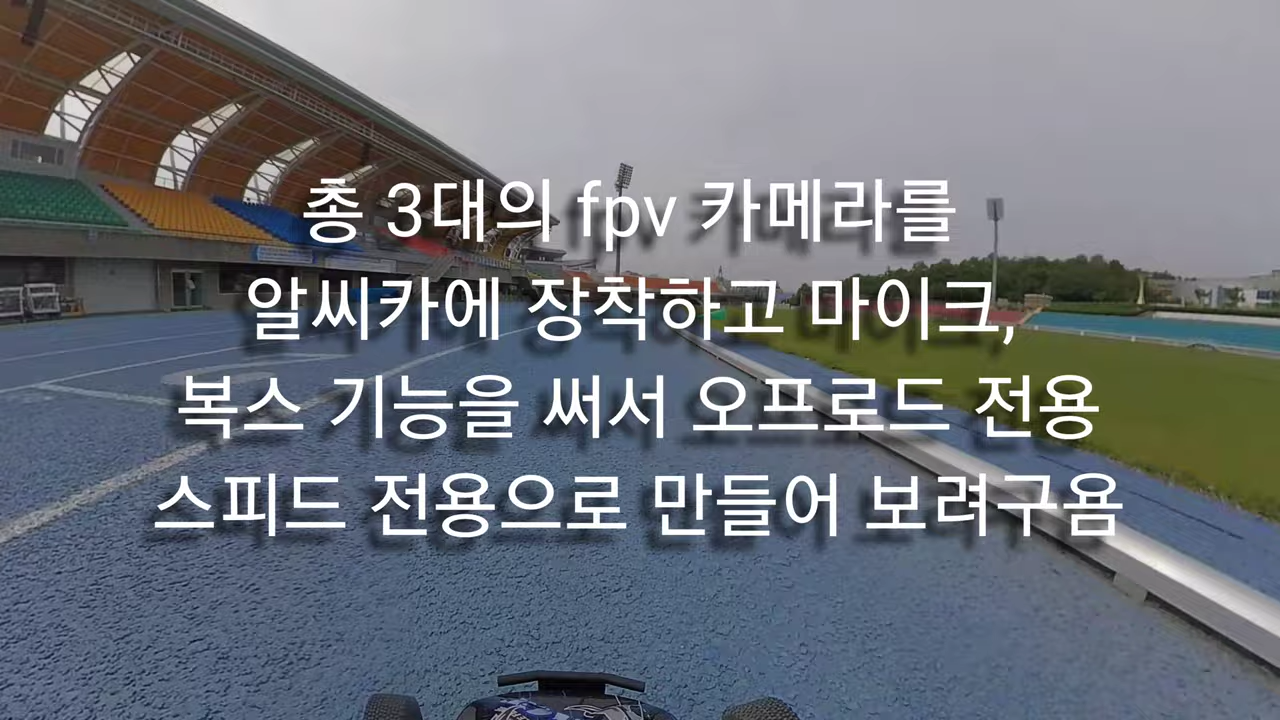 총 3대의 fpv 카메라를
알씨카에 장착하고 마이크,
복스 기능을 써서 오프로드 전용
스피드 전용으로 만들어 보려구욤